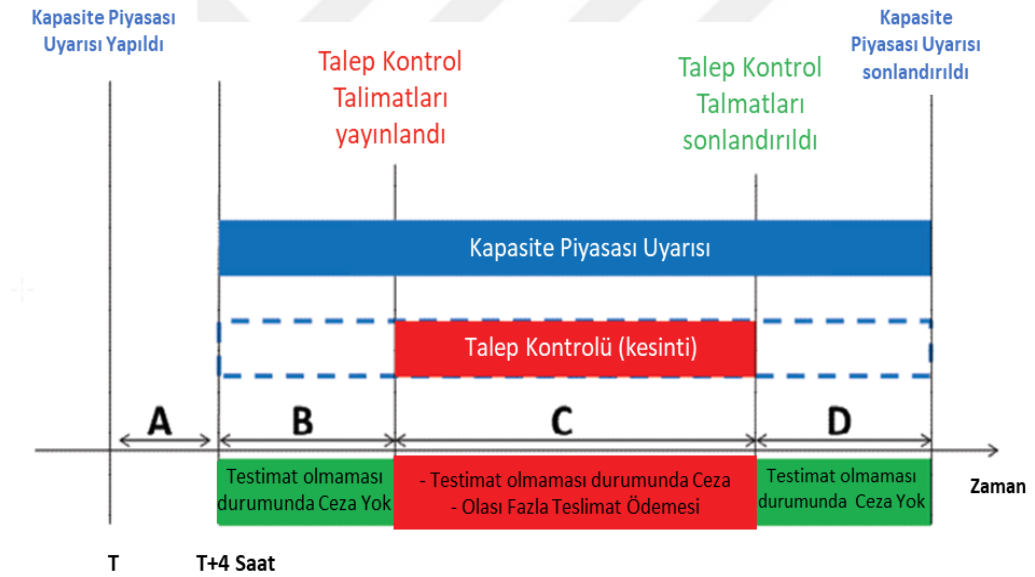 Kapasite Piyasası
Uyarısı Yapıldı
Talep Kontrol
Talimatları
yayınlandı
Talep Kontrol
Talmatları
sonlandırıldı
Kapasite
Piyasası Uyarısı
sonlandırıldı
Kapasite Piyasası Uyarısı
Talep Kontrolü (kesinti)
A
B
C
D
Testimat olmaması
durumunda Ceza Yok
- Testimat olmaması durumunda Ceza
- Olası Fazla Teslimat Ödemesi
Testimat olmaması
durumunda Ceza Yok
Zaman
T
T+4 Saat